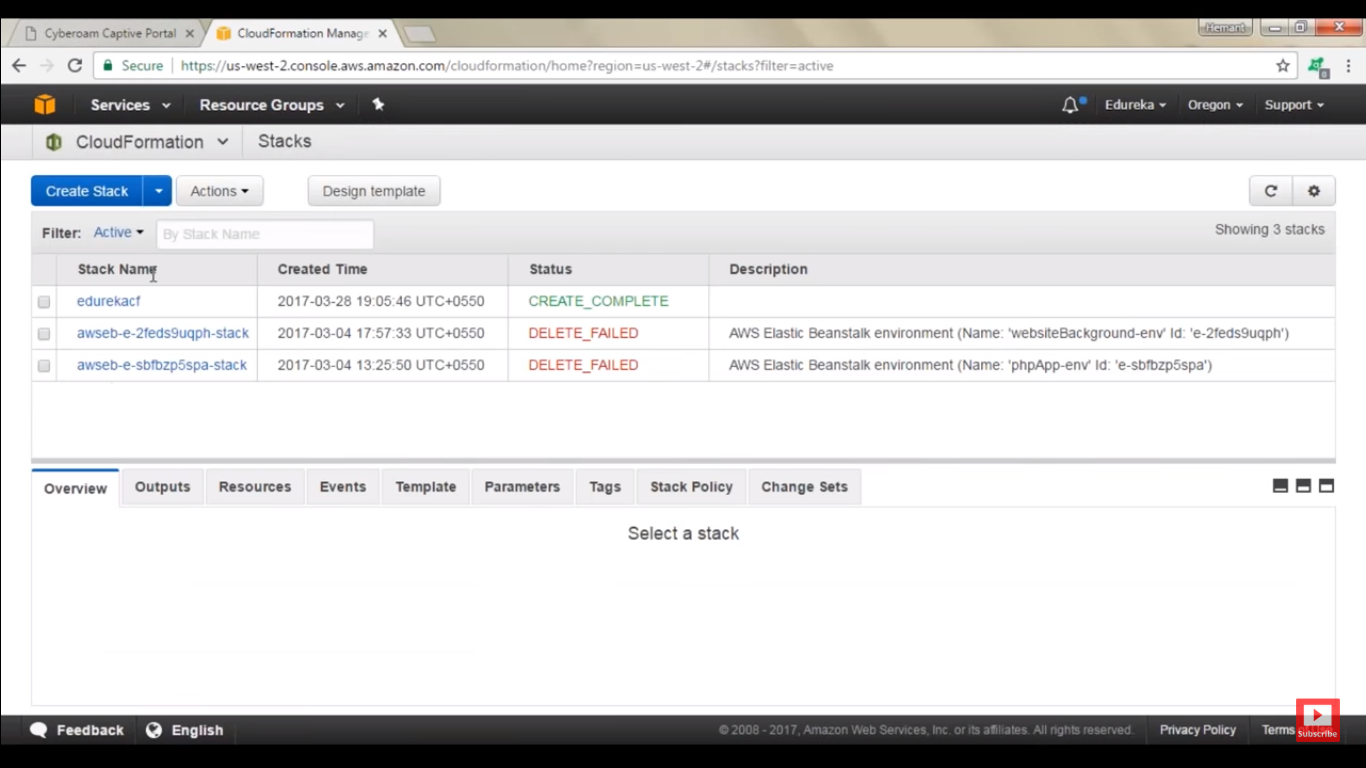 Cyberoam Captive Portal
CloudFormation Manage
Hemant
Secure
https://us-west-2.console.aws.amazon.com/cloudformation/home?region=us-west-2#/stacks?filter=active
Services
Resource Groups
Edureka
Oregon
Support
CloudFormation
Stacks
Create Stack
Actions
Design template
Filter: Active
By Stack Name
Showing 3 stacks
Stack Name Created Time Status Description
edurekacf 2017-03-28 19:05:46 UTC+0550 CREATE_COMPLETE
awseb-e-2feds9uqph-stack 2017-03-04 17:57:33 UTC+0550 DELETE_FAILED AWS Elastic Beanstalk environment (Name: 'websiteBackground-env' Id: 'e-2feds9uqph')
awseb-e-sbfbzp5spa-stack 2017-03-04 13:25:50 UTC+0550 DELETE_FAILED AWS Elastic Beanstalk environment (Name: 'phpApp-env' Id: 'e-sbfbzp5spa')
Overview Outputs Resources Events Template Parameters Tags Stack Policy Change Sets
Select a stack
Feedback English
© 2008 - 2017, Amazon Web Services, Inc. or its affiliates. All rights reserved. Privacy Policy Terms
Subscribe